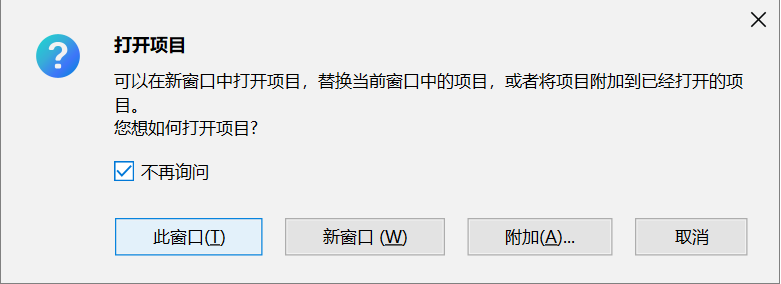 打开项目
可以在新窗口中打开项目，替换当前窗口中的项目，或者将项目附加到已经打开的项
目。
您想如何打开项目?
不再询问
此窗口(T)
新窗口 (W)
附加(A)...
取消